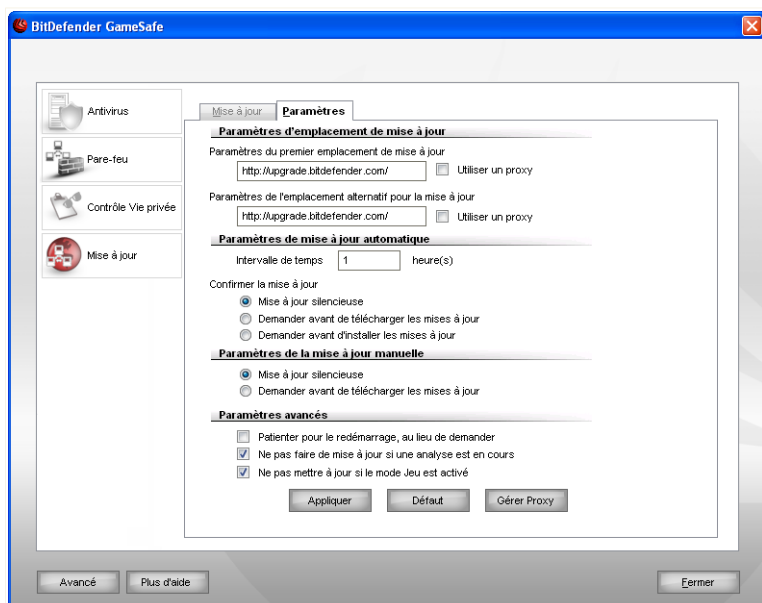 BitDefender GameSafe
Antivirus
Pare-feu
Contrôle Vie privée
Mise à jour
Mise à jour
Paramètres
Paramètres d'emplacement de mise à jour
Paramètres du premier emplacement de mise à jour
http://upgrade.bitdefender.com/
Utiliser un proxy
Paramètres de l'emplacement alternatif pour la mise à jour
http://upgrade.bitdefender.com/
Utiliser un proxy
Paramètres de mise à jour automatique
Intervalle de temps 1 heure(s)
Confirmer la mise à jour
Mise à jour silencieuse
Demander avant de télécharger les mises à jour
Demander avant d'installer les mises à jour
Paramètres de la mise à jour manuelle
Mise à jour silencieuse
Demander avant de télécharger les mises à jour
Paramètres avancés
Patienter pour le redémarrage, au lieu de demander
Ne pas faire de mise à jour si une analyse est en cours
Ne pas mettre à jour si le mode Jeu est activé
Appliquer
Défaut
Gérer Proxy
Avancé
Plus d'aide
Fermer